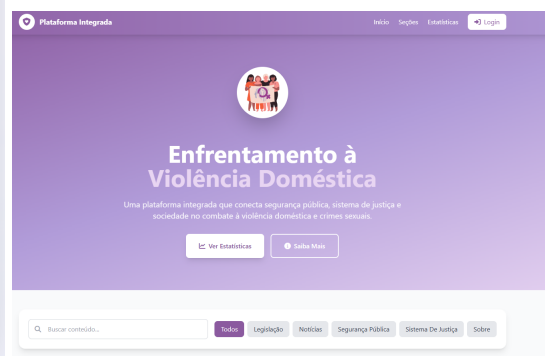 Plataforma Integrada
Início Seções Estatísticas Login
Enfrentamento à
Violência Doméstica
Uma plataforma integrada que conecta segurança pública, sistema de justiça e
sociedade no combate à violência doméstica e crimes sexuais.
Ver Estatísticas Saiba Mais
Buscar conteúdo... Todos Legislação Notícias Segurança Pública Sistema De Justiça Sobre